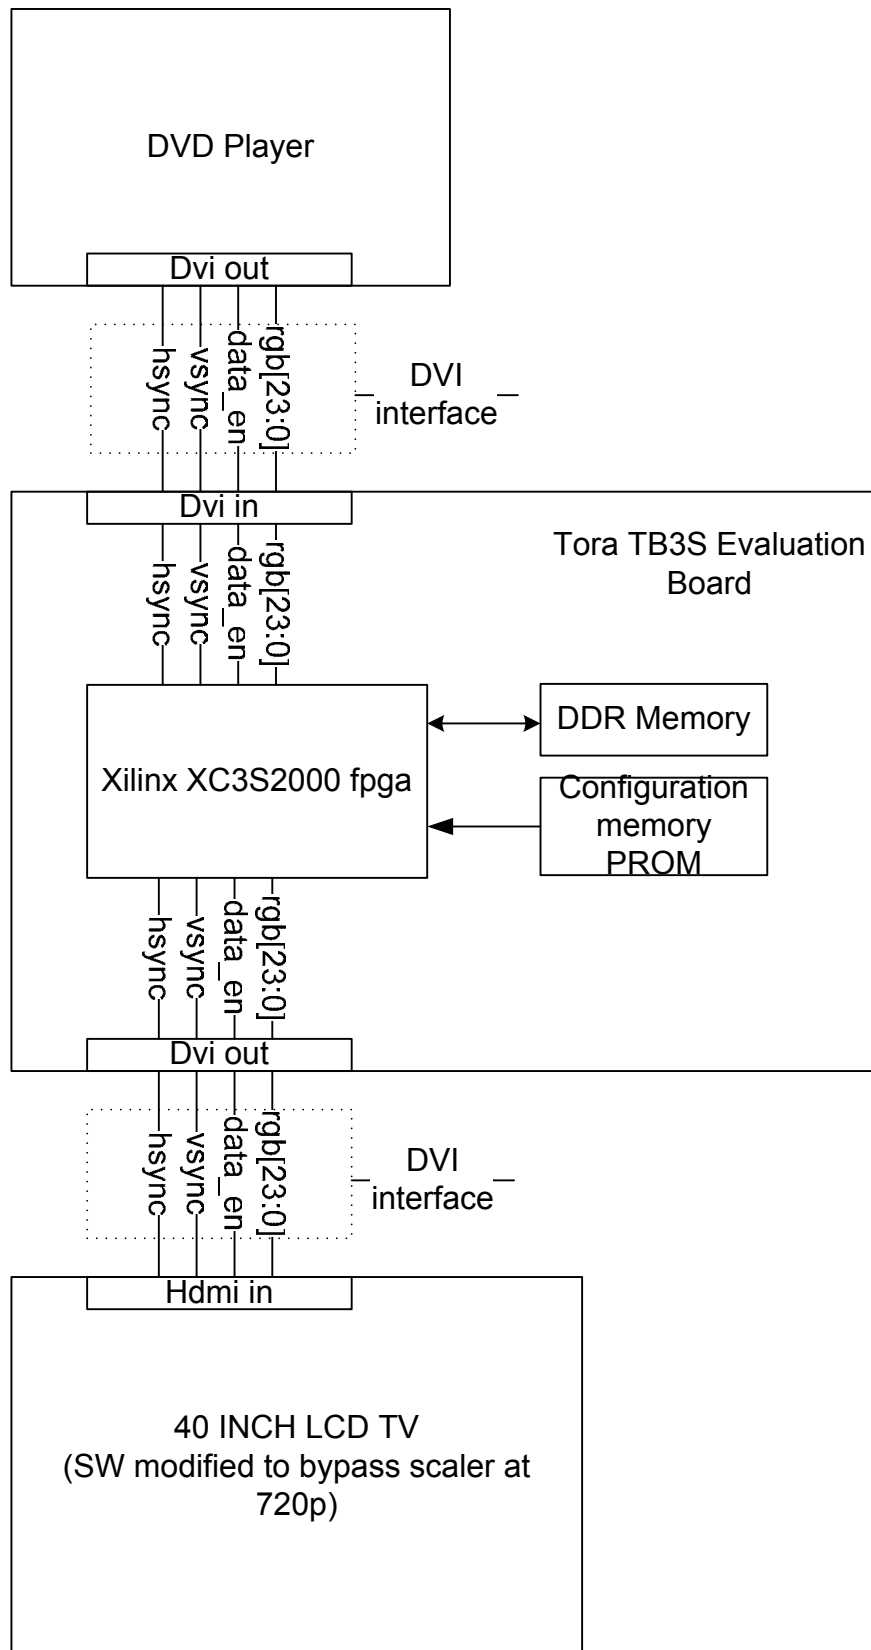 DVD Player
Dvi out
hsync
vsync
data_en
rgb[23:0]
DVI
interface
Dvi in
Tora TB3S Evaluation
Board
hsync
vsync
data_en
rgb[23:0]
Xilinx XC3S2000 fpga
DDR Memory
Configuration
memory
PROM
hsync
vsync
data_en
rgb[23:0]
Dvi out
hsync
vsync
data_en
rgb[23:0]
DVI
interface
Hdmi in
40 INCH LCD TV
(SW modified to bypass scaler at
720p)